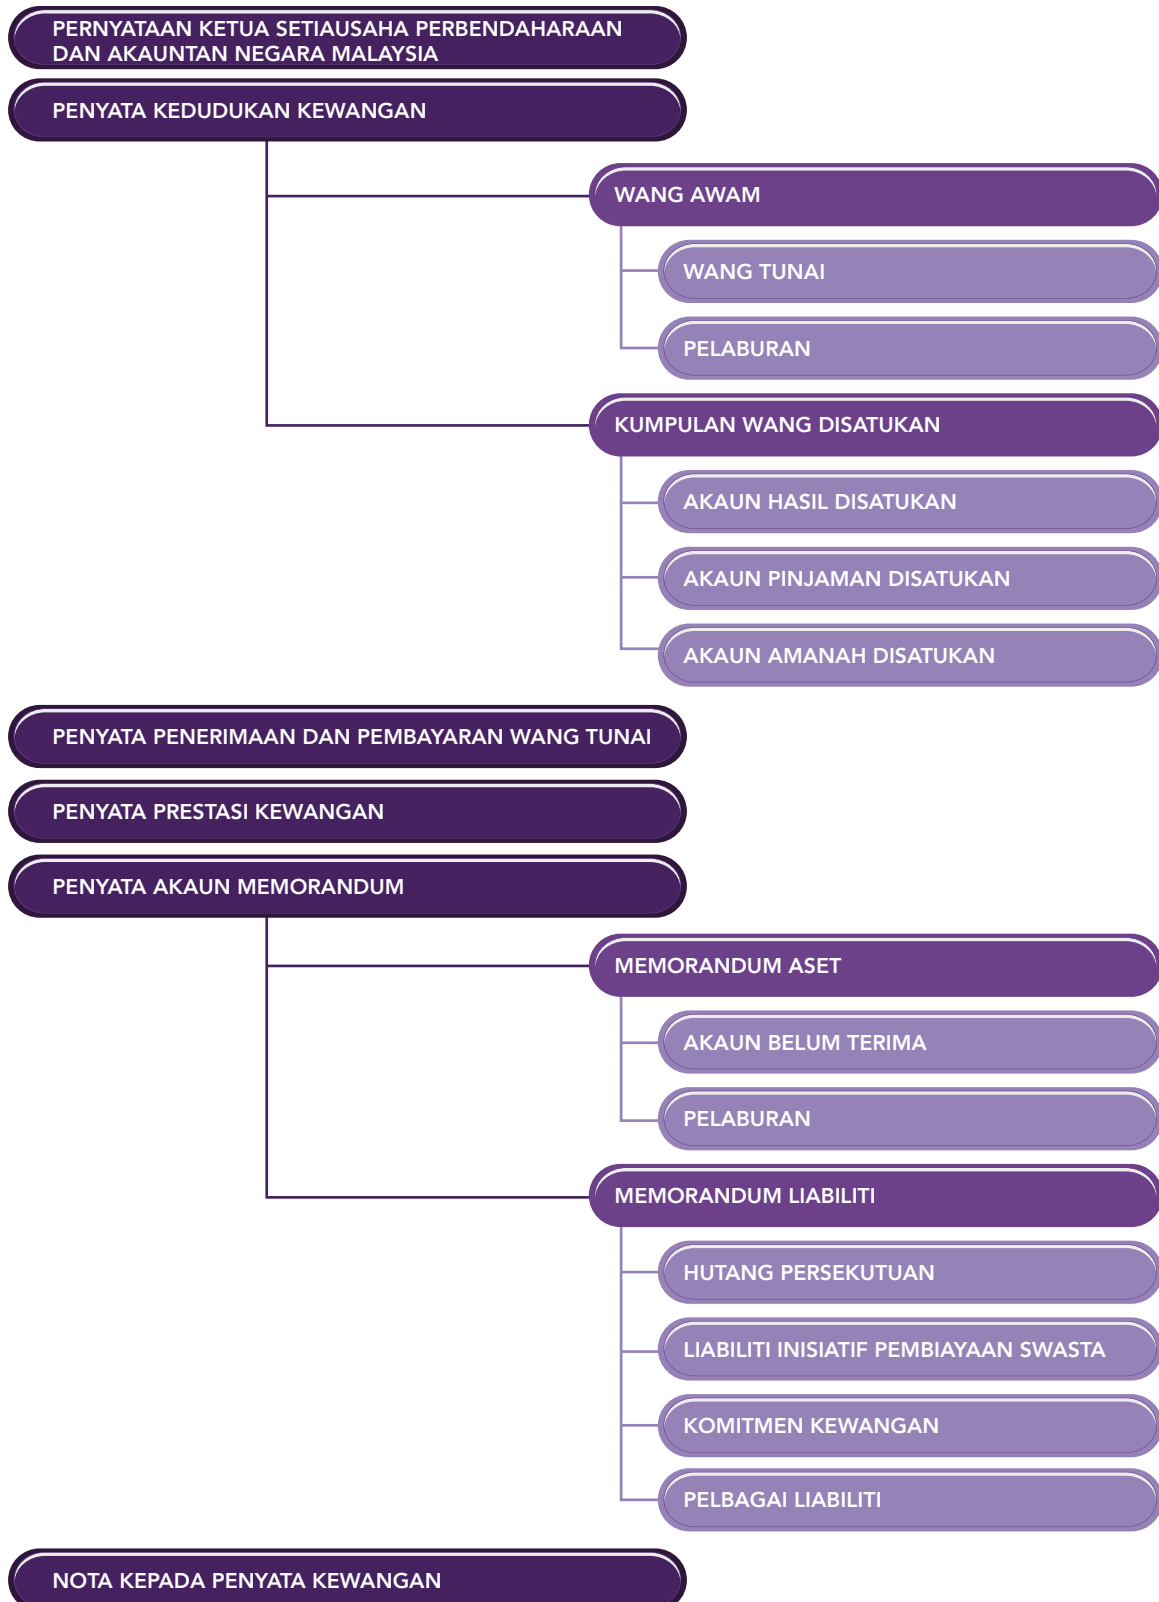 PERNYATAAN KETUA SETIAUSAHA PERBENDAHARAAN
DAN AKAUNTAN NEGARA MALAYSIA
PENYATA KEDUDUKAN KEWANGAN
WANG AWAM
WANG TUNAI
PELABURAN
KUMPULAN WANG DISATUKAN
AKAUN HASIL DISATUKAN
AKAUN PINJAMAN DISATUKAN
AKAUN AMANAH DISATUKAN
PENYATA PENERIMAAN DAN PEMBAYARAN WANG TUNAI
PENYATA PRESTASI KEWANGAN
PENYATA AKAUN MEMORANDUM
MEMORANDUM ASET
AKAUN BELUM TERIMA
PELABURAN
MEMORANDUM LIABILITI
HUTANG PERSEKUTUAN
LIABILITI INISIATIF PEMBIAYAAN SWASTA
KOMITMEN KEWANGAN
PELBAGAI LIABILITI
NOTA KEPADA PENYATA KEWANGAN